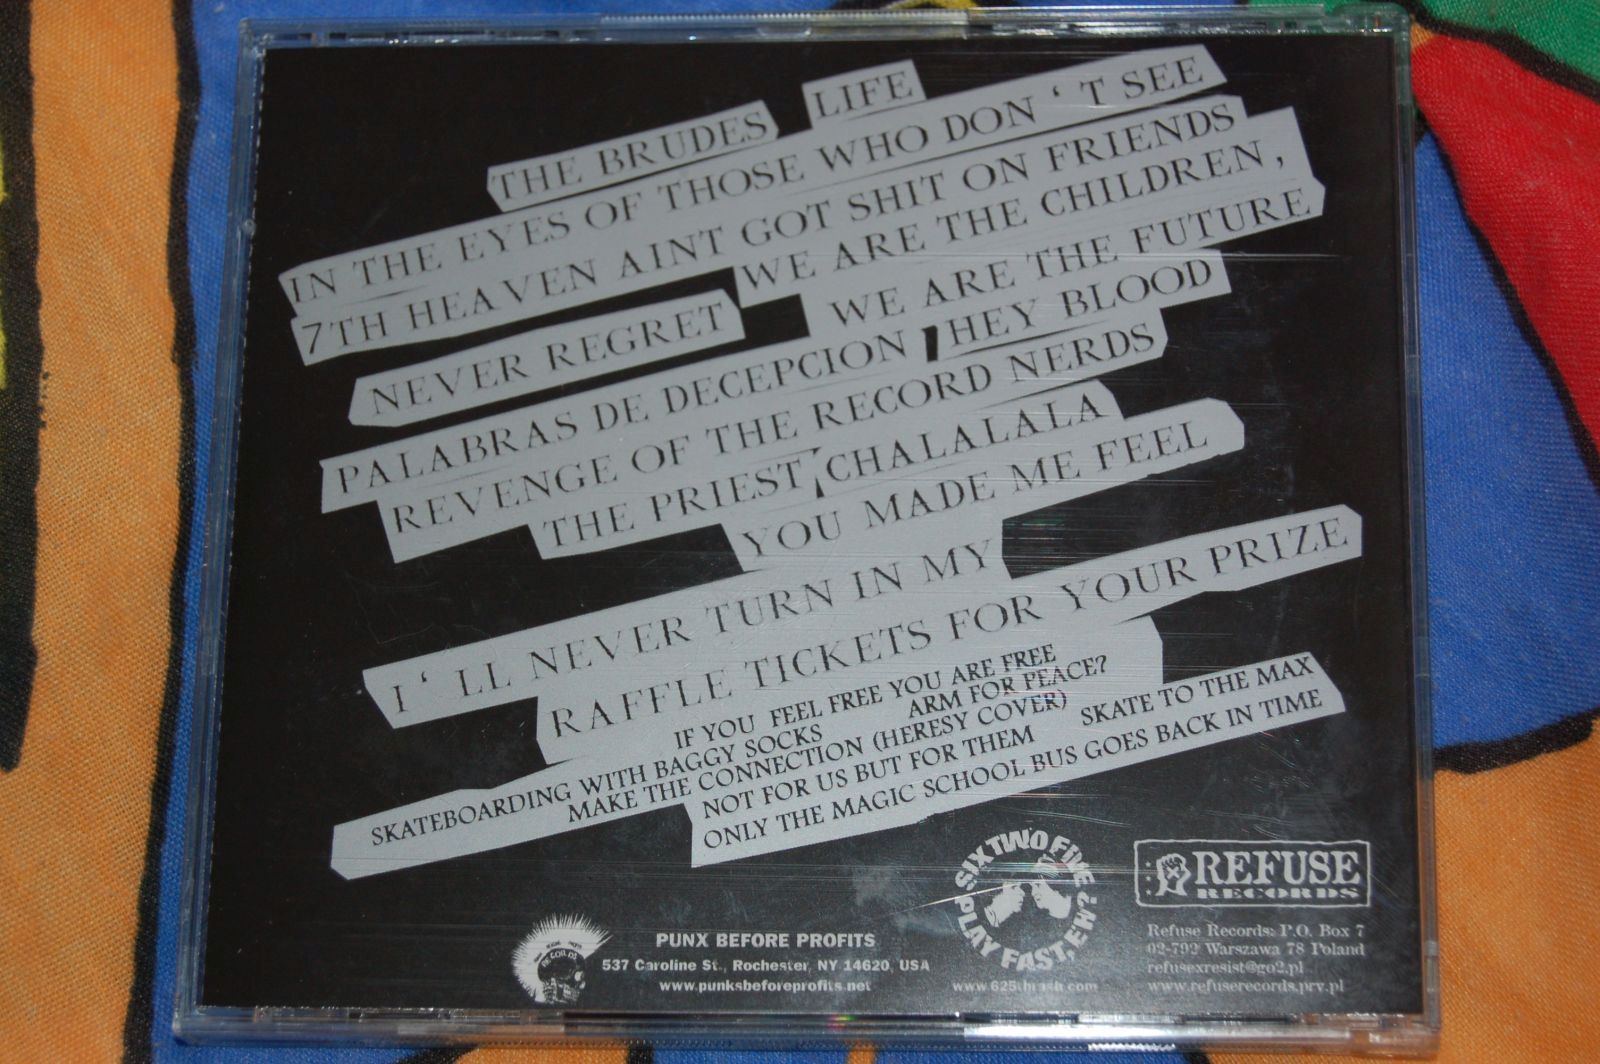 THE BRUDES LIFE
IN THE EYES OF THOSE WHO DON'T SEE
7TH HEAVEN AINT GOT SHIT ON FRIENDS
WE ARE THE CHILDREN,
NEVER REGRET WE ARE THE FUTURE
PALABRAS DE DECEPCION HEY BLOOD
REVENGE OF THE RECORD NERDS
THE PRIEST CHALALALA
YOU MADE ME FEEL
I'LL NEVER TURN IN MY
RAFFLE TICKETS FOR YOUR PRIZE
IF YOU FEEL FREE YOU ARE FREE
SKATEBOARDING WITH BAGGY SOCKS ARM FOR PEACE?
MAKE THE CONNECTION (HERESY COVER)
NOT FOR US BUT FOR THEM SKATE TO THE MAX
ONLY THE MAGIC SCHOOL BUS GOES BACK IN TIME
PUNX BEFORE PROFITS
537 Caroline St., Rochester, NY 14620, USA
www.punksbeforeprofits.net
SIX TWO FIVE
PLAY FAST, EH?
www.625thrash.com
REFUSE
RECORDS
Refuse Records: P.O. Box 7
02-792 Warszawa 78 Poland
refusexresist@go2.pl
www.refuserecords.prv.pl